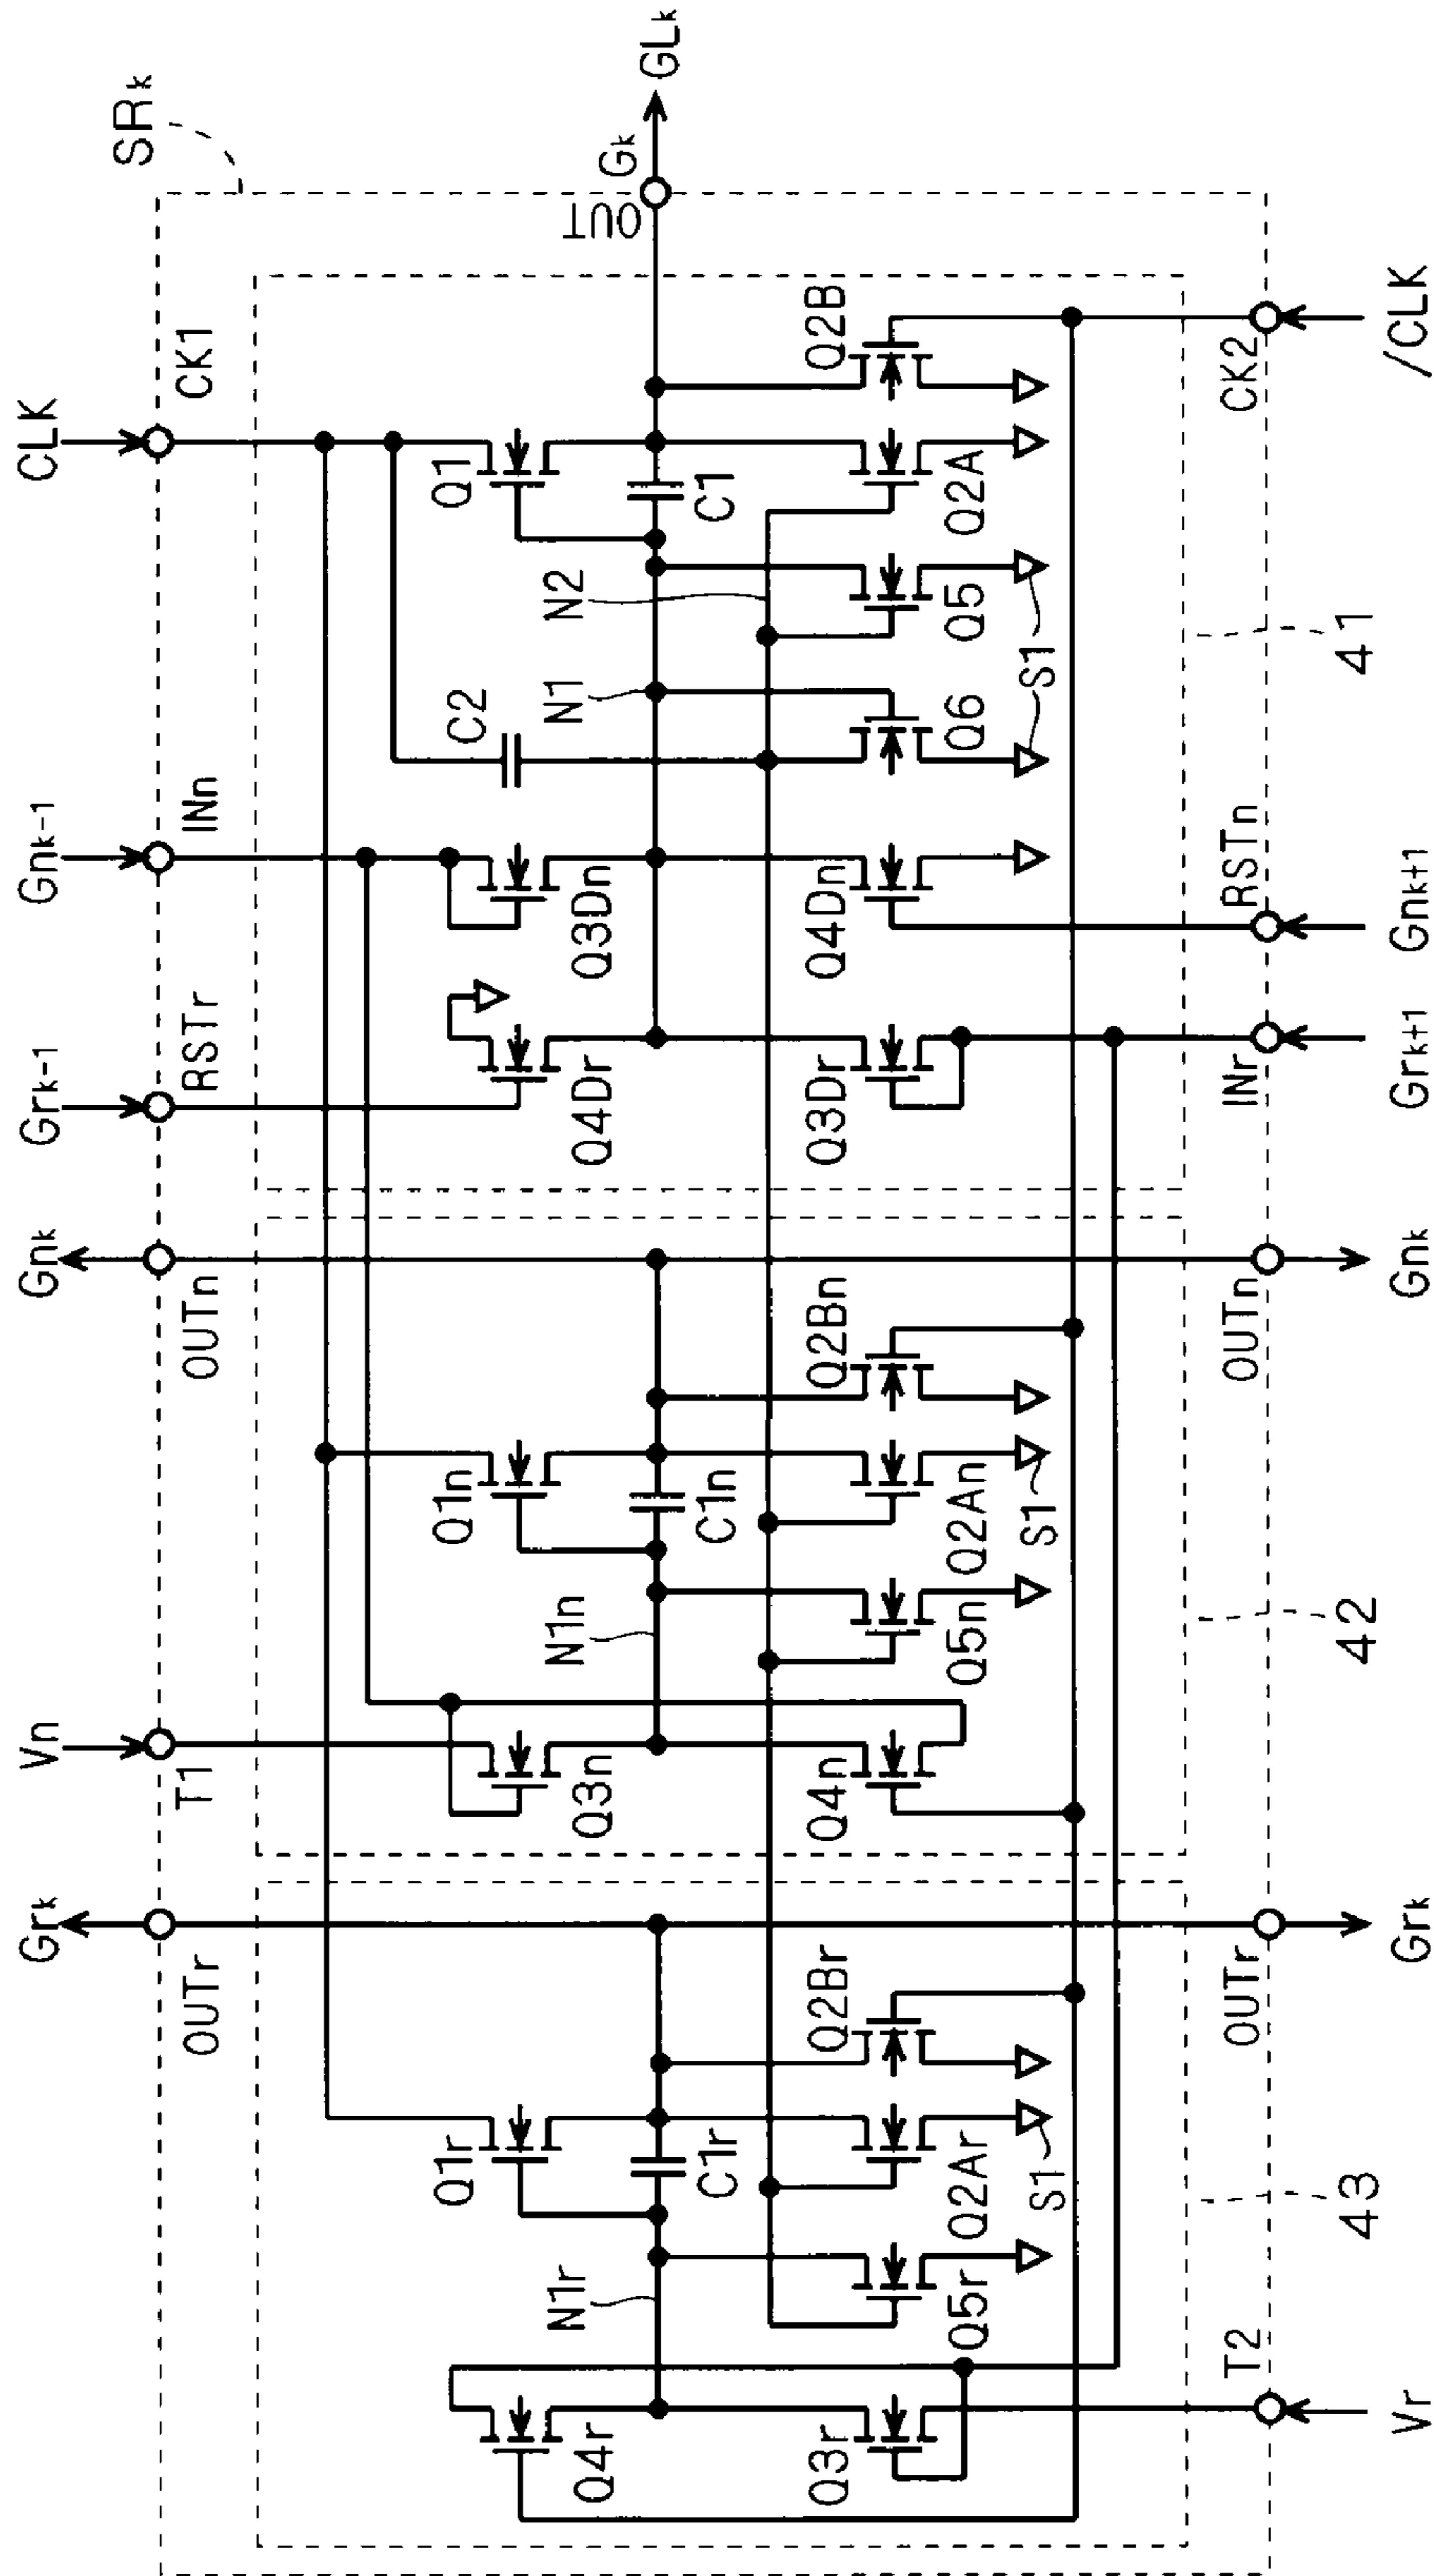 SRk
GLk
Gk
OUT
CLK
CK1
Gnk-1
INn
Grk-1
RSTr
Gnk
OUTn
Vn
T1
Grk
OUTr
Q1
C1
Q2B
Q2A
N2
Q5
S1
N1
C2
Q6
Q3Dn
Q4Dn
Q4Dr
Q3Dr
CK2
/CLK
RSTn
Gnk+1
INr
Grk+1
41
Q1n
C1n
Q2Bn
Q2An
S1
N1n
Q5n
Q3n
Q4n
OUTn
Gnk
42
Q1r
C1r
Q2Br
Q2Ar
S1
N1r
Q5r
Q4r
Q3r
OUTr
Grk
43
T2
Vr